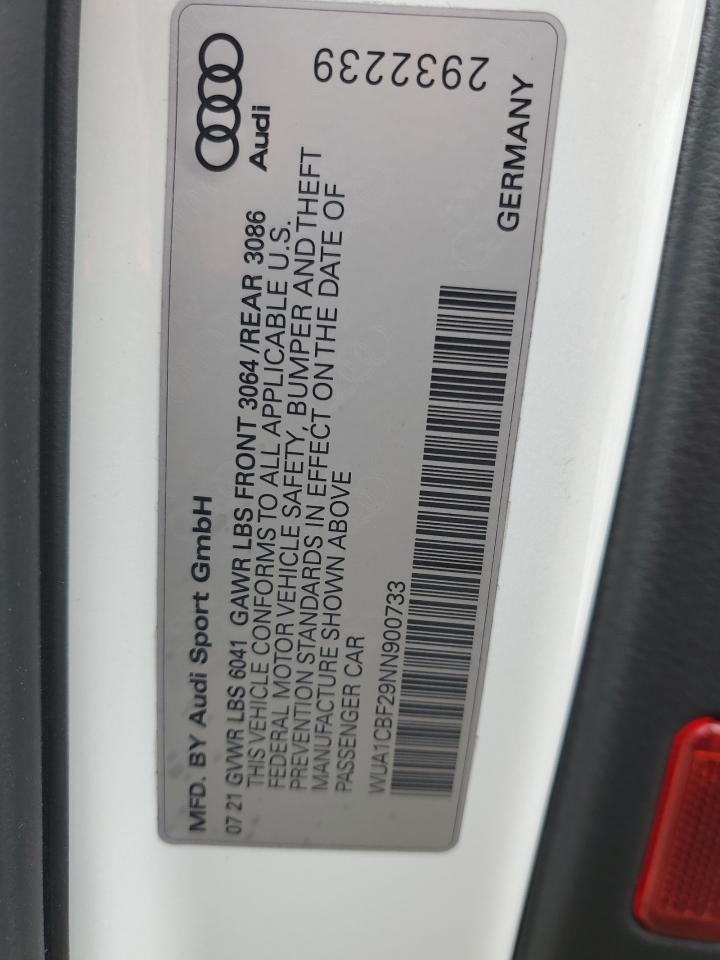 MFD. BY Audi Sport GmbH
Audi
07 21 GVWR LBS 6041 GAWR LBS FRONT 3064 /REAR 3086
THIS VEHICLE CONFORMS TO ALL APPLICABLE U.S.
FEDERAL MOTOR VEHICLE SAFETY, BUMPER AND THEFT
PREVENTION STANDARDS IN EFFECT ON THE DATE OF
MANUFACTURE SHOWN ABOVE
PASSENGER CAR
WUA1CBF29NN900733
GERMANY
2932239